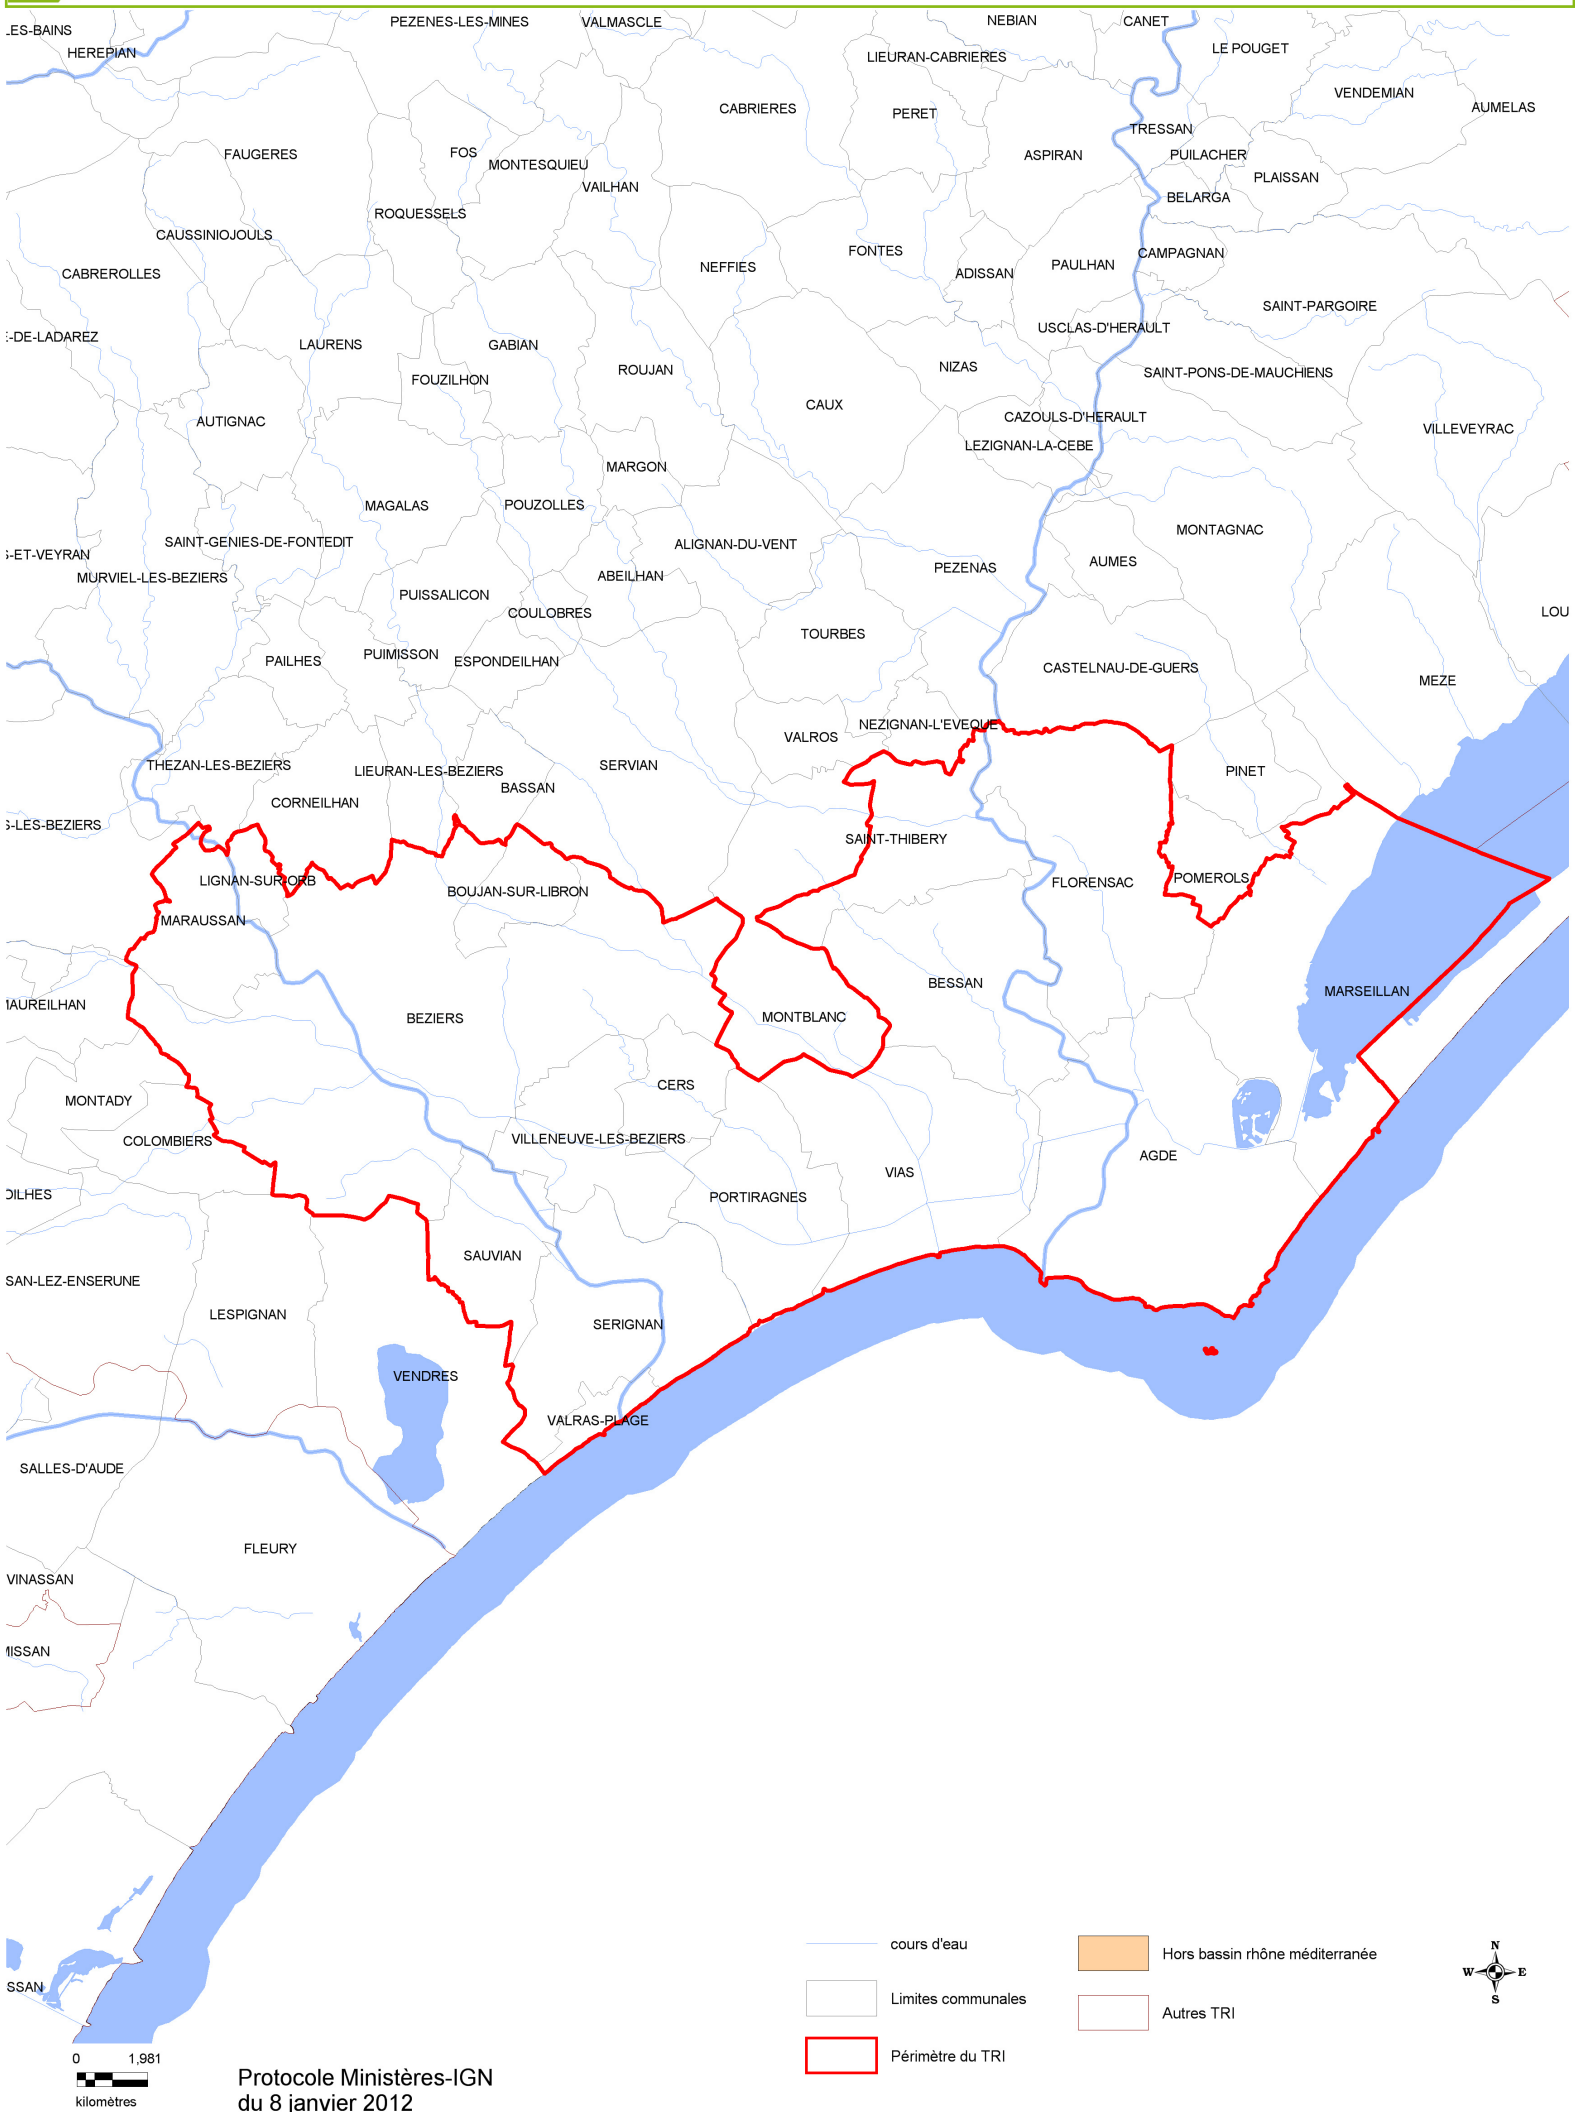 PEZENES-LES-MINES
VALMASCLE
NEBIAN
CANET
LES-BAINS
HEREPIAN
LE POUGET
LIEURAN-CABRIERES
VENDEMIAN
CABRIERES
PERET
AUMELAS
TRESSAN
FAUGERES
FOS
MONTESQUIEU
ASPIRAN
PUILACHER
VAILHAN
PLAISSAN
BELARGA
ROQUESSELS
CAUSSINIOJOULS
FONTES
CAMPAGNAN
CABREROLLES
NEFFIES
ADISSAN
PAULHAN
SAINT-PARGOIRE
E-DE-LADAREZ
USCLAS-D'HERAULT
LAURENS
GABIAN
ROUJAN
NIZAS
SAINT-PONS-DE-MAUCHIENS
FOUZILHON
CAUX
AUTIGNAC
CAZOULS-D'HERAULT
VILLEVEYRAC
LEZIGNAN-LA-CEBE
MARGON
MAGALAS
POUZOLLES
MONTAGNAC
SAINT-GENIES-DE-FONTEDIT
ALIGNAN-DU-VENT
S-ET-VEYRAN
AUMES
MURVIEL-LES-BEZIERS
ABEILHAN
PEZENAS
PUISSALICON
COULOBRES
LOU
TOURBES
PAILHES
PUIMISSON
ESPONDEILHAN
CASTELNAU-DE-GUERS
MEZE
NEZIGNAN-L'EVEQUE
VALROS
THEZAN-LES-BEZIERS
LIEURAN-LES-BEZIERS
SERVIAN
PINET
BASSAN
CORNEILHAN
S-LES-BEZIERS
SAINT-THIBERY
LIGNAN-SUR-ORB
BOUJAN-SUR-LIBRON
FLORENSAC
POMEROLS
MARAUSSAN
BESSAN
MARSEILLAN
MAUREILHAN
BEZIERS
MONTBLANC
CERS
MONTADY
COLOMBIERS
VILLENEUVE-LES-BEZIERS
AGDE
VIAS
OILHES
PORTIRAGNES
SAUVIAN
SAN-LEZ-ENSERUNE
LESPIGNAN
SERIGNAN
VENDRES
VALRAS-PLAGE
SALLES-D'AUDE
FLEURY
VINASSAN
MISSAN
SSAN
cours d'eau
Limites communales
Périmètre du TRI
Hors bassin rhône méditerranée
Autres TRI
N
W E
S
0 1,981
kilomètres
Protocole Ministères-IGN
du 8 janvier 2012